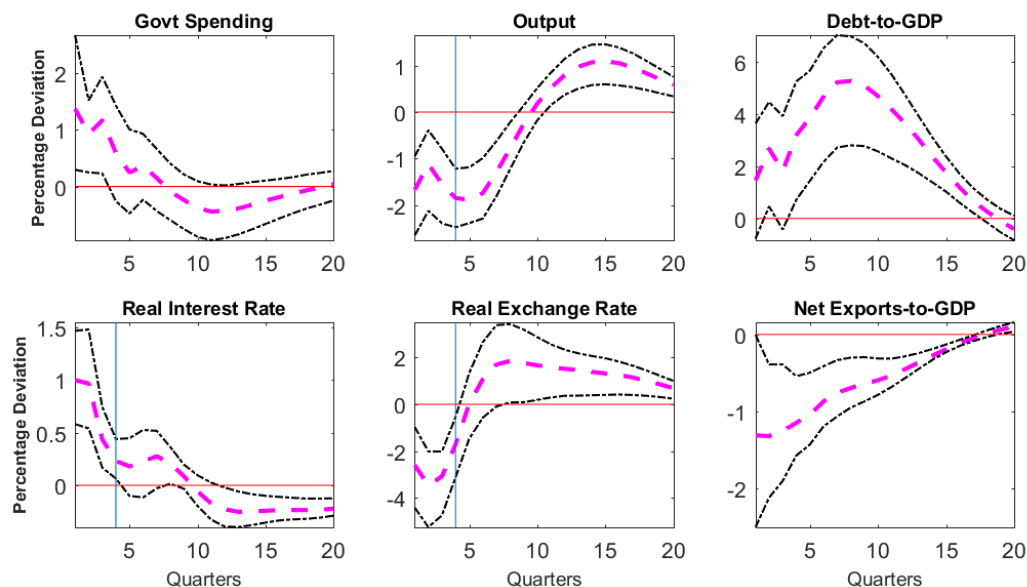 Govt Spending
Output
Debt-to-GDP
Percentage Deviation
2
1
0
5 10 15 20
1
0
-1
-2
5 10 15 20
6
4
2
0
5 10 15 20
Real Interest Rate
Real Exchange Rate
Net Exports-to-GDP
Percentage Deviation
1.5
1
0.5
0
5 10 15 20
Quarters
2
0
-2
-4
5 10 15 20
Quarters
0
-1
-2
5 10 15 20
Quarters